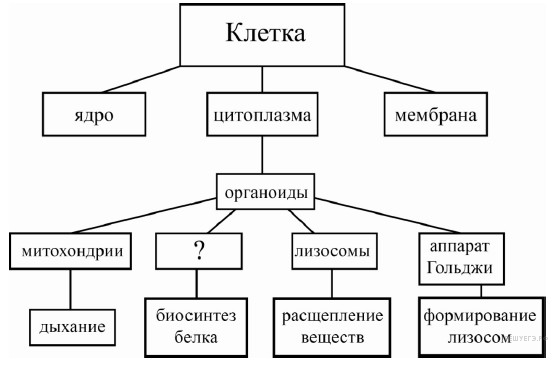 Клетка
ядро
цитоплазма
мембрана
органоиды
митохондрии
?
лизосомы
аппарат
Гольджи
дыхание
биосинтез
белка
расщепление
веществ
формирование
лизосом